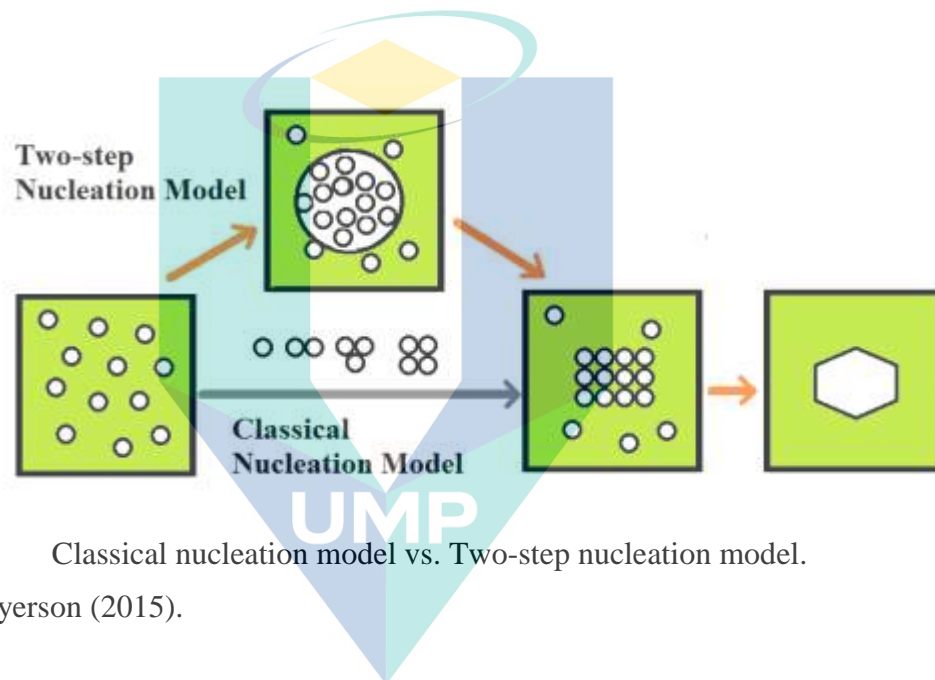 Two-step
Nucleation Model
Classical
Nucleation Model
UMP
Classical nucleation model vs. Two-step nucleation model.
yerson (2015).